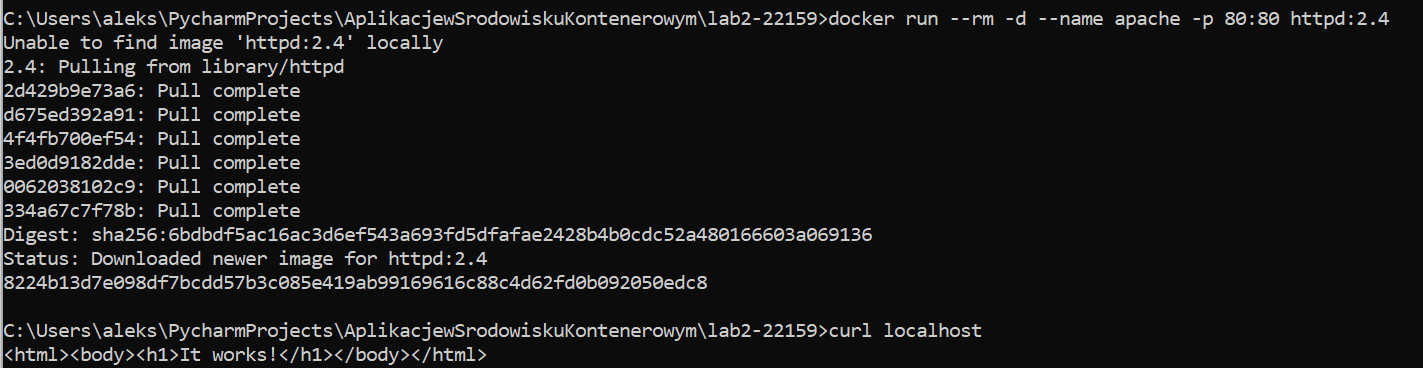 C:\Users\aleks\PycharmProjects\AplikacjewSrodowiskuKontenerowym\lab2-22159>docker run --rm -d --name apache -p 80:80 httpd:2.4
Unable to find image 'httpd:2.4' locally
2.4: Pulling from library/httpd
2d429b9e73a6: Pull complete
d675ed392a91: Pull complete
4f4fb700ef54: Pull complete
3ed0d9182dde: Pull complete
0062038102c9: Pull complete
334a67c7f78b: Pull complete
Digest: sha256:6bdbdf5ac16ac3d6ef543a693fd5dfafae2428b4b0cdc52a480166603a069136
Status: Downloaded newer image for httpd:2.4
8224b13d7e098df7bcdd57b3c085e419ab99169616c88c4d62fd0b092050edc8
C:\Users\aleks\PycharmProjects\AplikacjewSrodowiskuKontenerowym\lab2-22159>curl localhost
<html><body><h1>It works!</h1></body></html>